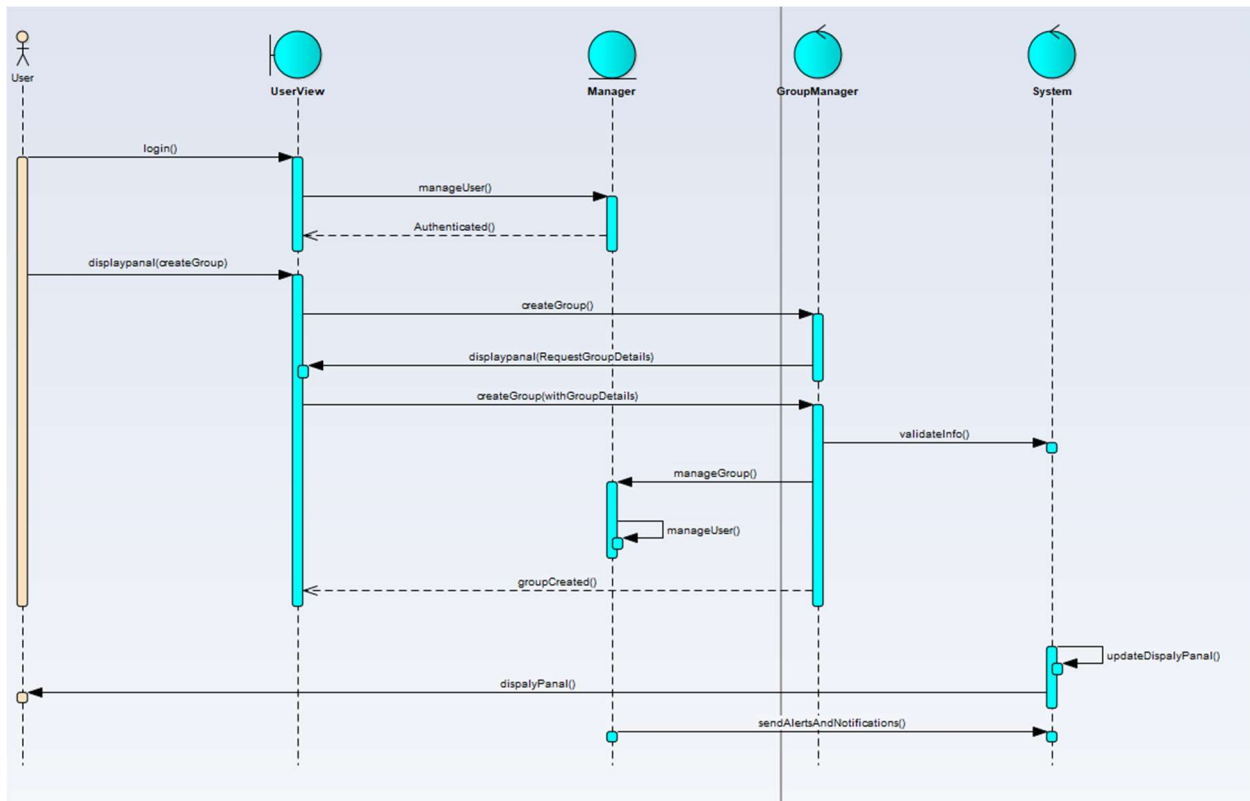 User
UserView
Manager
GroupManager
System
login()
manageUser()
Authenticated()
displaypanal(createGroup)
createGroup()
displaypanal(RequestGroupDetails)
createGroup(withGroupDetails)
validateInfo()
manageGroup()
manageUser()
groupCreated()
updateDispalyPanal()
dispalyPanal()
sendAlertsAndNotifications()